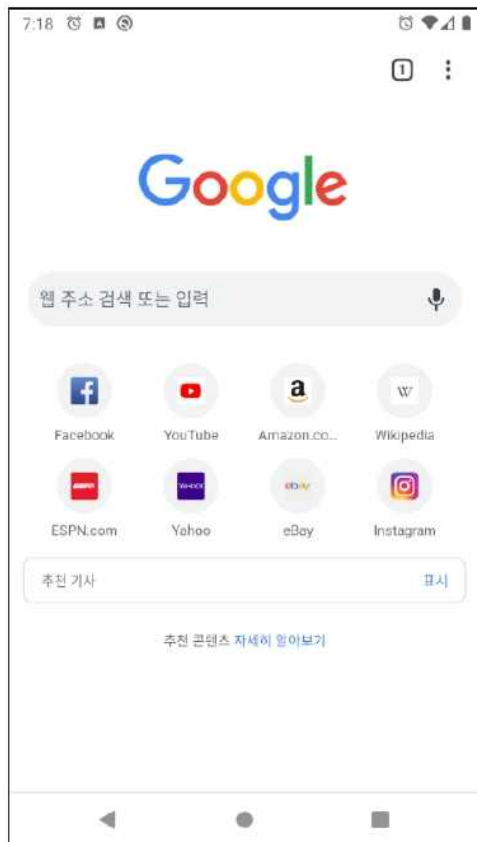 7:18
1
Google
웹 주소 검색 또는 입력
Facebook YouTube Amazon.co... Wikipedia
ESPN.com Yahoo eBay Instagram
추천 기사 표시
추천 콘텐츠 자세히 알아보기